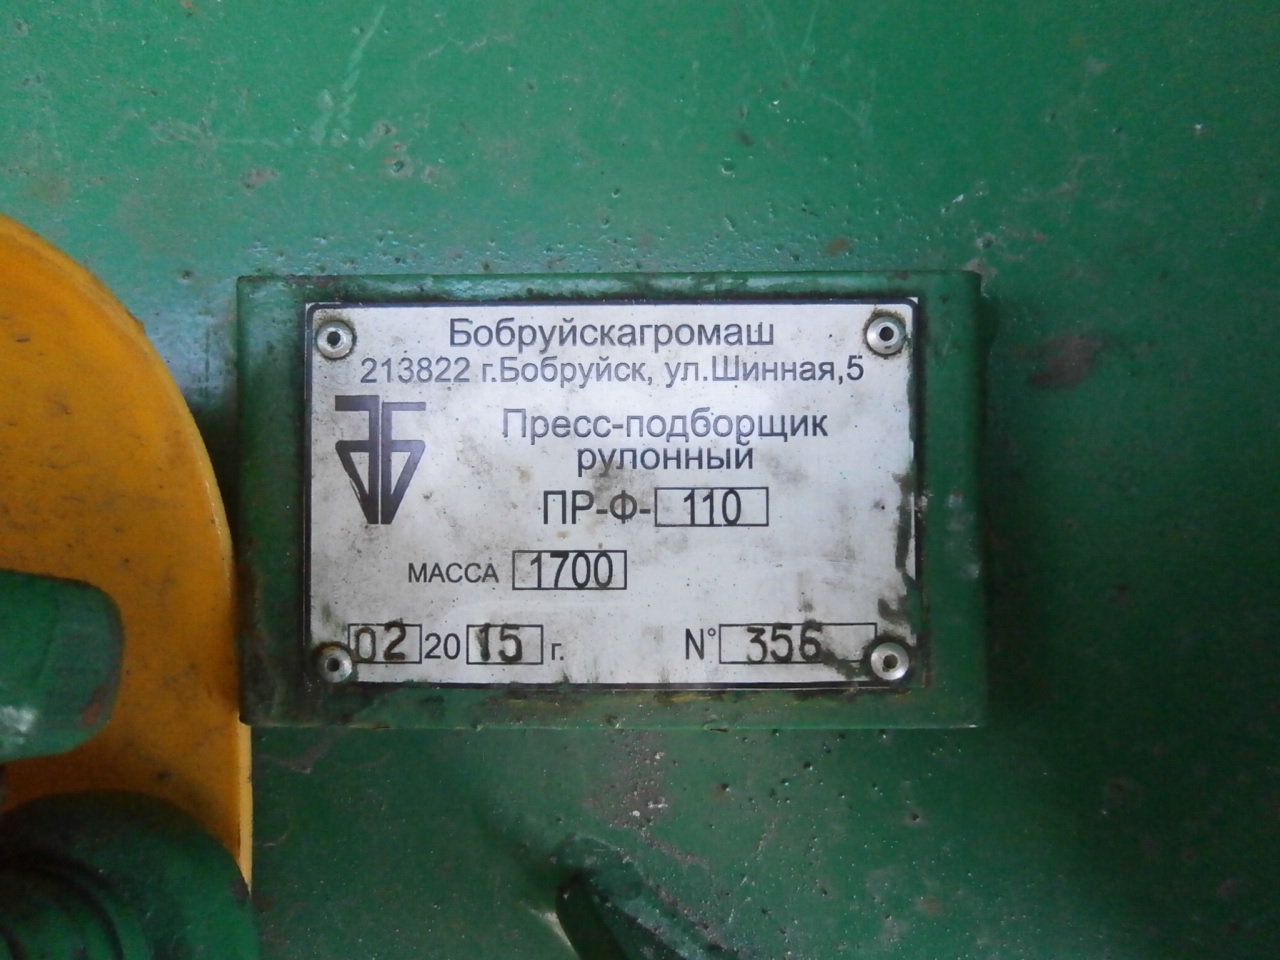 Бобруйскагромаш
213822 г.Бобруйск, ул.Шинная,5
Пресс-подборщик
рулонный
ПР-Ф-110
МАССА 1700
02 2015 г. N° 356